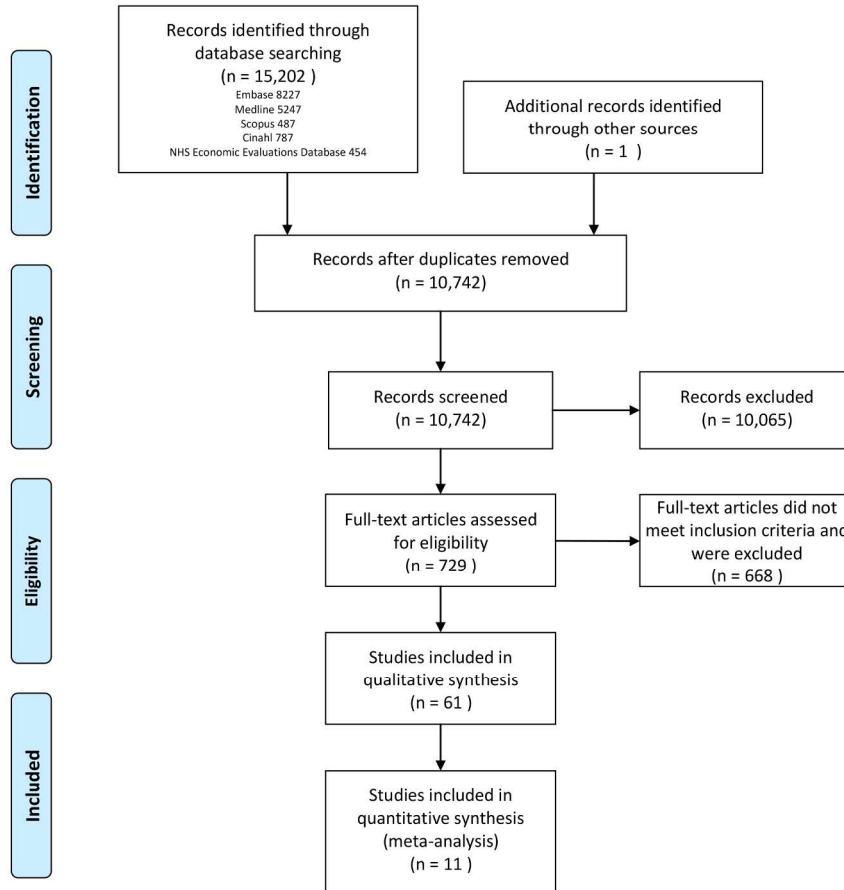 Identification
Records identified through
database searching
(n = 15,202 )
Embase 8227
Medline 5247
Scopus 487
Cinahl 787
NHS Economic Evaluations Database 454
Additional records identified
through other sources
(n = 1 )
Records after duplicates removed
(n = 10,742)
Screening
Records screened
(n = 10,742)
Records excluded
(n = 10,065)
Eligibility
Full-text articles assessed
for eligibility
(n = 729 )
Full-text articles did not
meet inclusion criteria and
were excluded
(n = 668 )
Studies included in
qualitative synthesis
(n = 61 )
Included
Studies included in
quantitative synthesis
(meta-analysis)
(n = 11 )